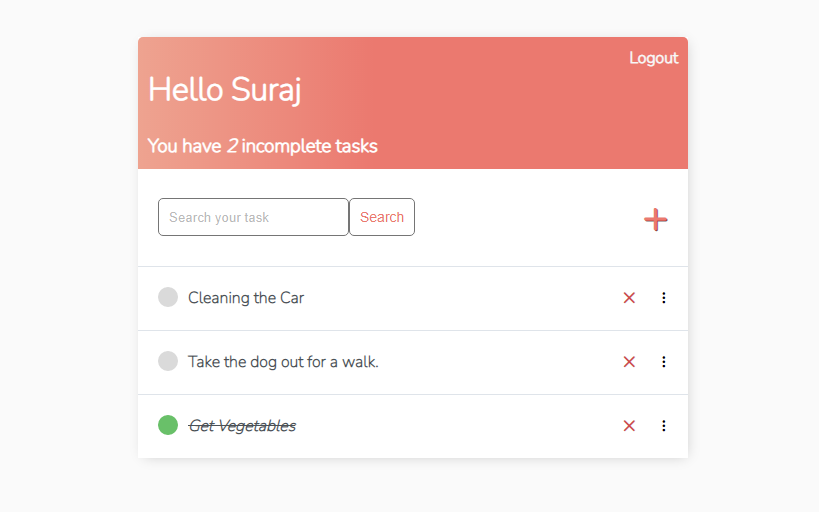 Logout
Hello Suraj
You have 2 incomplete tasks
Search your task
Search
Cleaning the Car
Take the dog out for a walk.
Get Vegetables